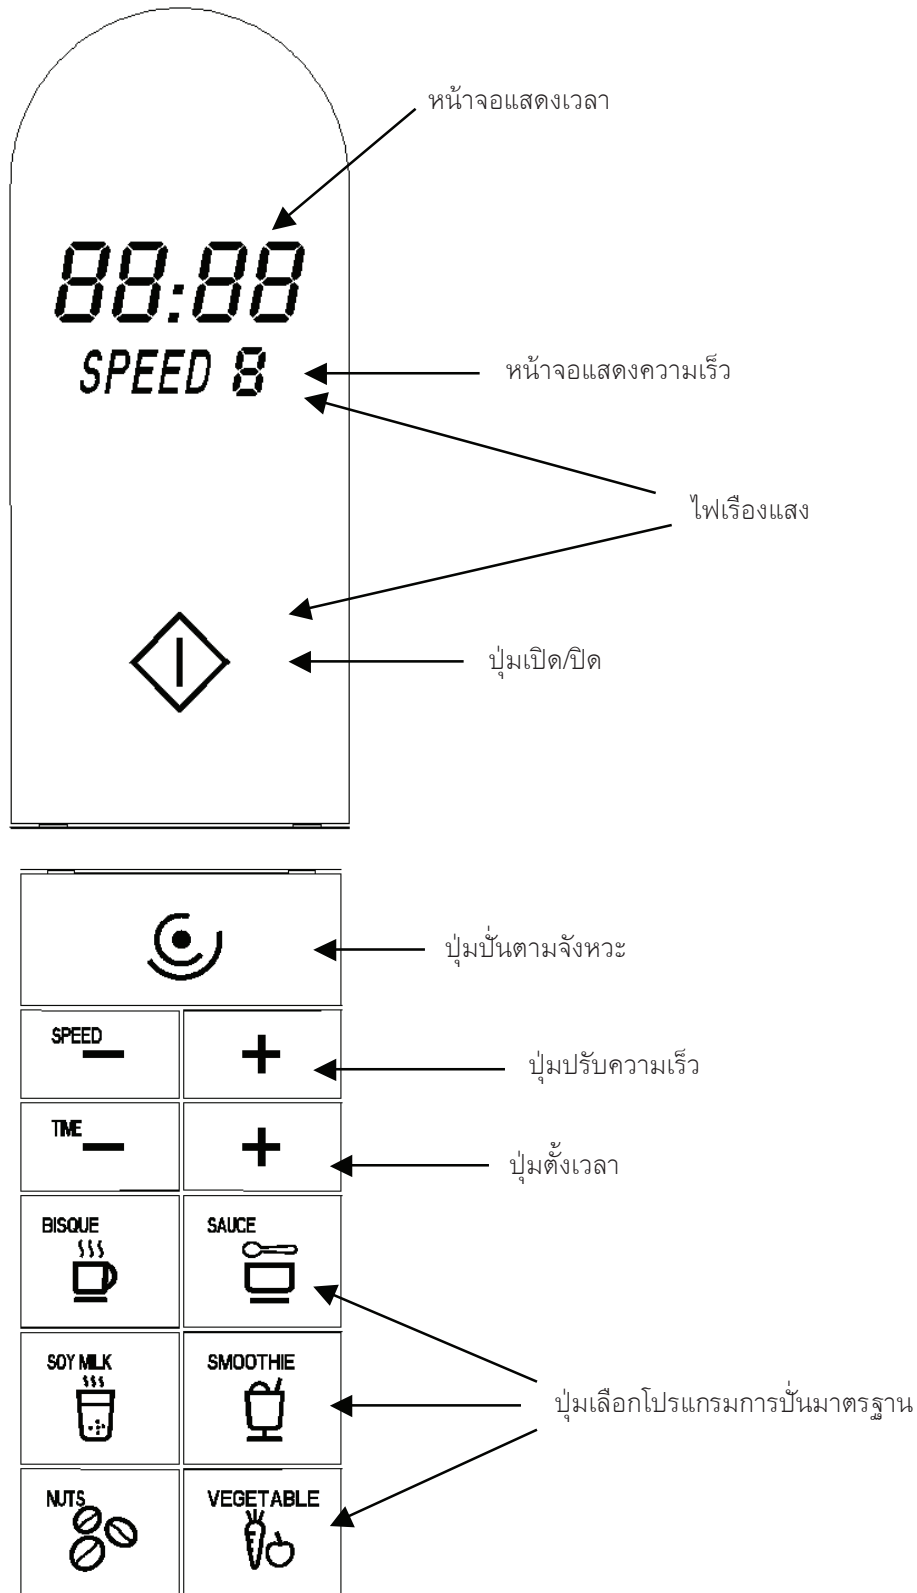 หน้าจอแสดงเวลา
88:88
SPEED 8
หน้าจอแสดงความเร็ว
ไฟเรืองแสง
ปุ่มเปิด/ปิด
ปุ่มปั่นตามจังหวะ
SPEED − +
ปุ่มปรับความเร็ว
TIME − +
ปุ่มตั้งเวลา
BISQUE SAUCE
SOY MILK SMOOTHIE
ปุ่มเลือกโปรแกรมการปั่นมาตรฐาน
NUTS VEGETABLE